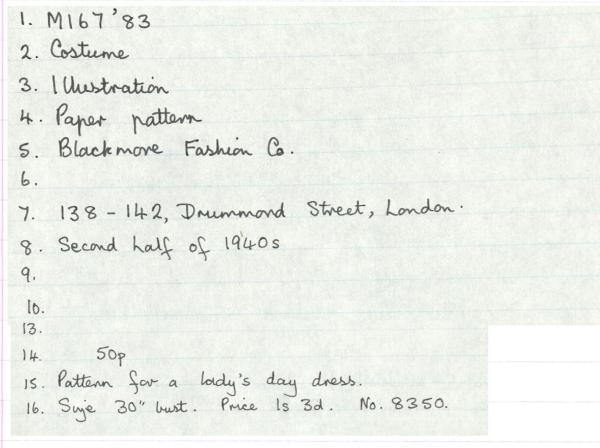 1. M167'83
2. Costume
3. Illustration
4. Paper pattern
5. Blackmore Fashion Co.
6.
7. 138-142, Drummond Street, London.
8. Second half of 1940s
9.
10.
13.
14. 50p
15. Pattern for a lady's day dress.
16. Size 30" bust. Price 1s 3d. No. 8350.